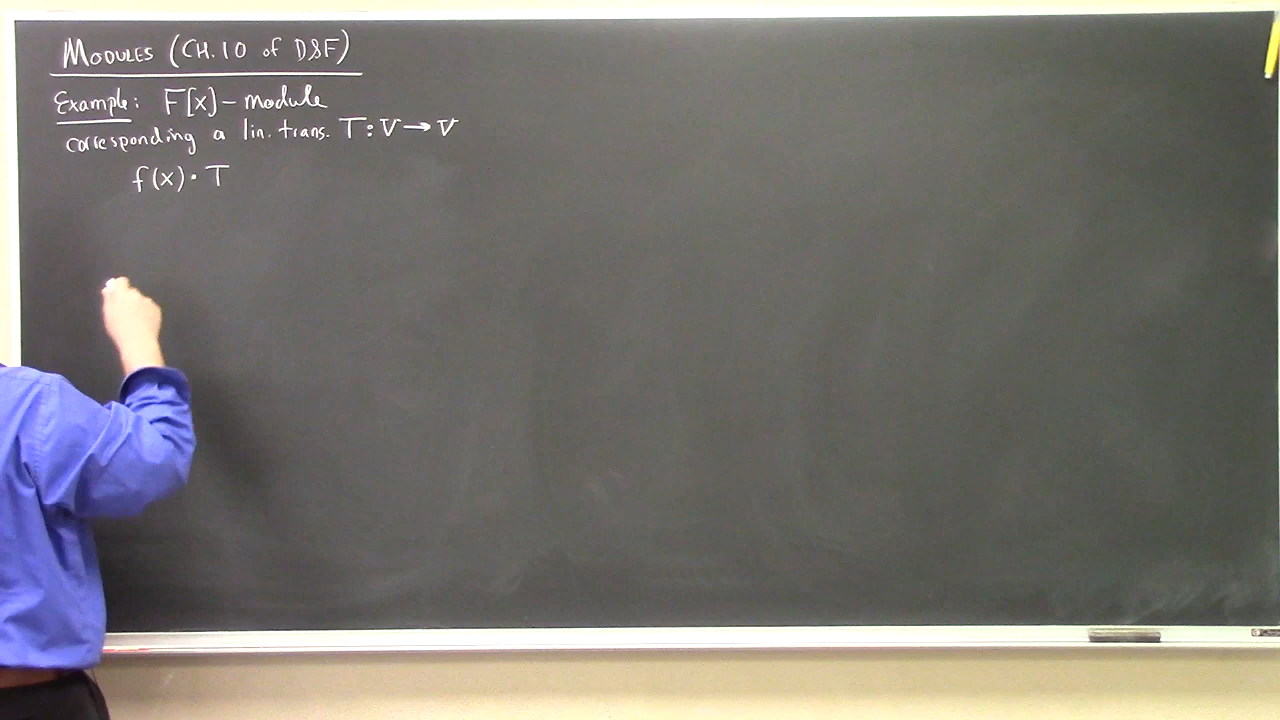 MODULES (CH.10 of D&F)
Example: F[x]-module
corresponding a lin. trans. T:V→V
f(x)·T